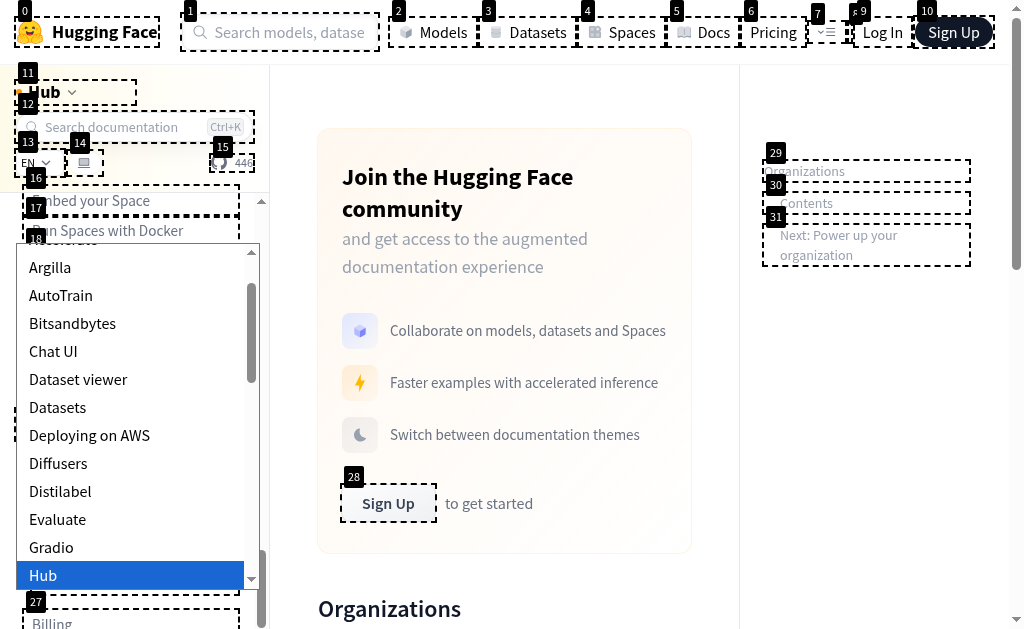 0 1 2 3 4 5 6 7 8 9 10
Hugging Face
Search models, datase
Models
Datasets
Spaces
Docs
Pricing
Log In
Sign Up
11
Hub
12
Search documentation
Ctrl+K
13 14 15
EN
446
16
Embed your Space
17
Run Spaces with Docker
18
Argilla
AutoTrain
Bitsandbytes
Chat UI
Dataset viewer
Datasets
Deploying on AWS
Diffusers
Distilabel
Evaluate
Gradio
Hub
27
Billing
Join the Hugging Face
community
and get access to the augmented
documentation experience
Collaborate on models, datasets and Spaces
Faster examples with accelerated inference
Switch between documentation themes
28
Sign Up
to get started
Organizations
29
Organizations
30
Contents
31
Next: Power up your
organization